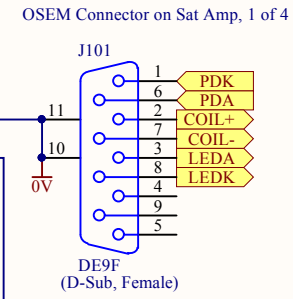 OSEM Connector on Sat Amp, 1 of 4
J101
1 PDK
6 PDA
2 COIL+
7 COIL-
3 LEDA
8 LEDK
4
9
5
11
10
0V
DE9F
(D-Sub, Female)